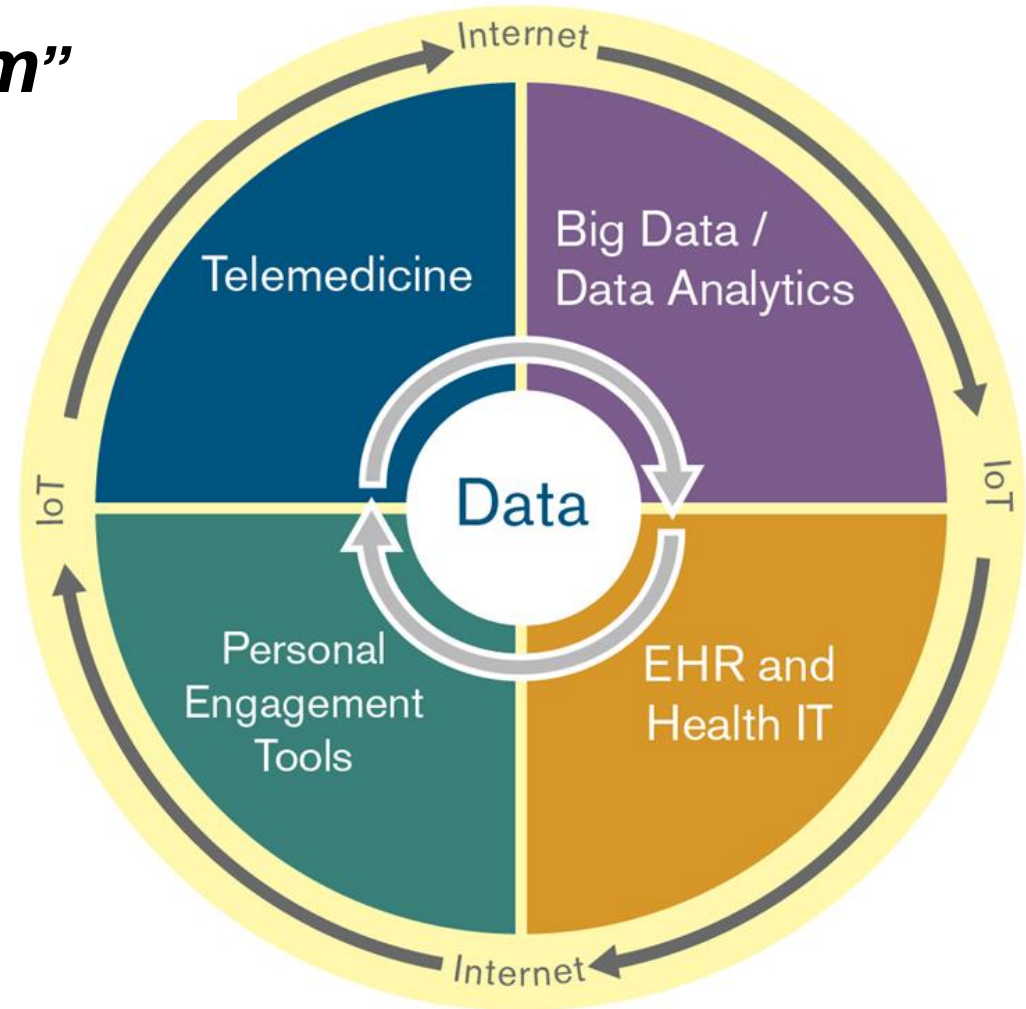 m”
Internet
Telemedicine
Big Data /
Data Analytics
IoT
Data
IoT
Personal
Engagement
Tools
EHR and
Health IT
Internet